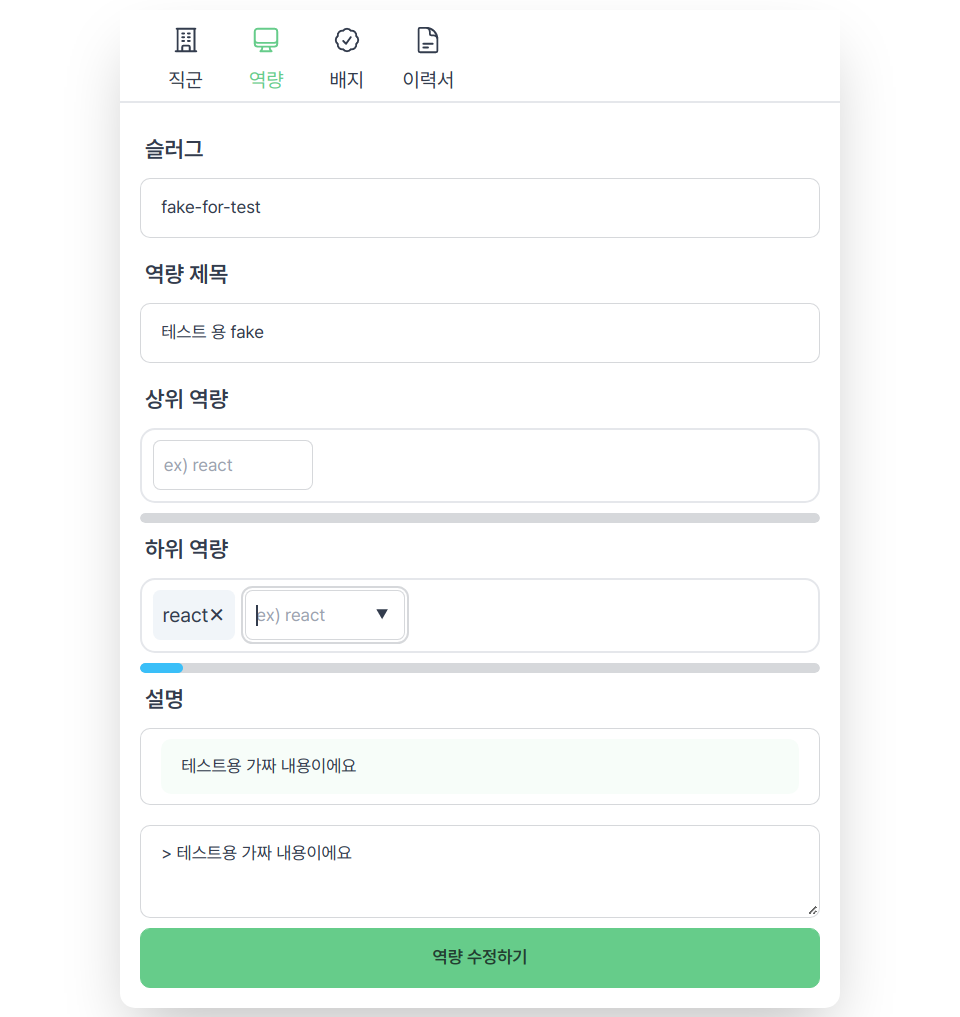 직군 역량 배지 이력서
슬러그
fake-for-test
역량 제목
테스트 용 fake
상위 역량
ex) react
하위 역량
react✕ ex) react ▼
설명
테스트용 가짜 내용이에요
> 테스트용 가짜 내용이에요
역량 수정하기